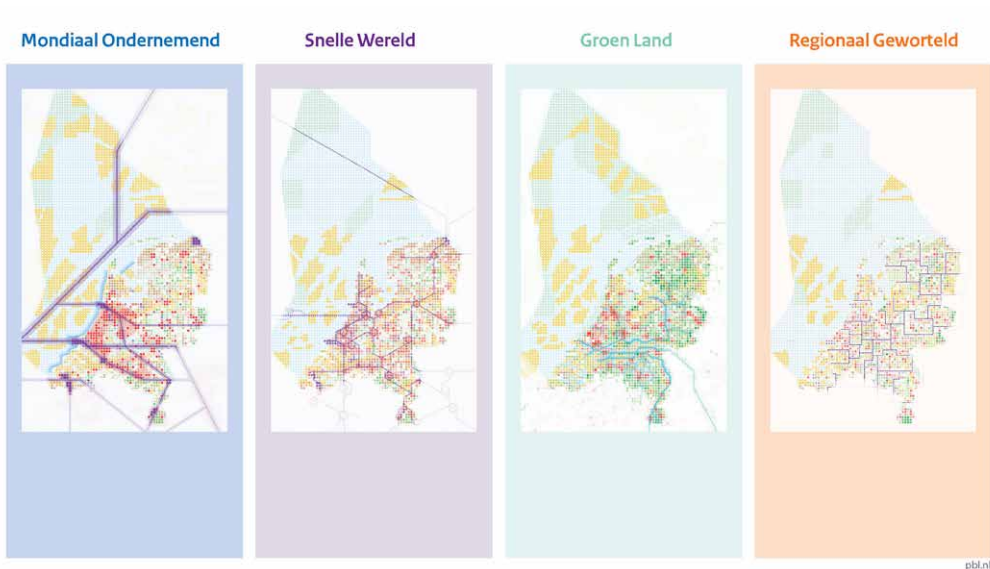 Mondiaal Ondernemend
Snelle Wereld
Groen Land
Regionaal Geworteld
pbl.nl